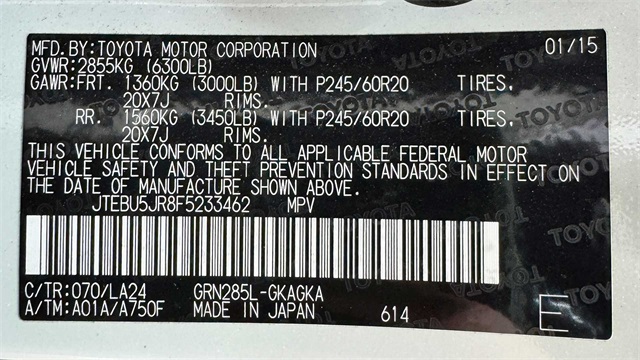 MFD.BY:TOYOTA MOTOR CORPORATION 01/15
GVWR:2855KG (6300LB)
GAWR:FRT. 1360KG (3000LB) WITH P245/60R20 TIRES,
20X7J RIMS.
RR. 1560KG (3450LB) WITH P245/60R20 TIRES,
20X7J RIMS.
THIS VEHICLE CONFORMS TO ALL APPLICABLE FEDERAL MOTOR
VEHICLE SAFETY AND THEFT PREVENTION STANDARDS IN EFFECT ON
THE DATE OF MANUFACTURE SHOWN ABOVE.
JTEBU5JR8F5233462 MPV
C/TR:070/LA24 GRN285L-GKAGKA
A/TM:A01A/A750F MADE IN JAPAN 614 E